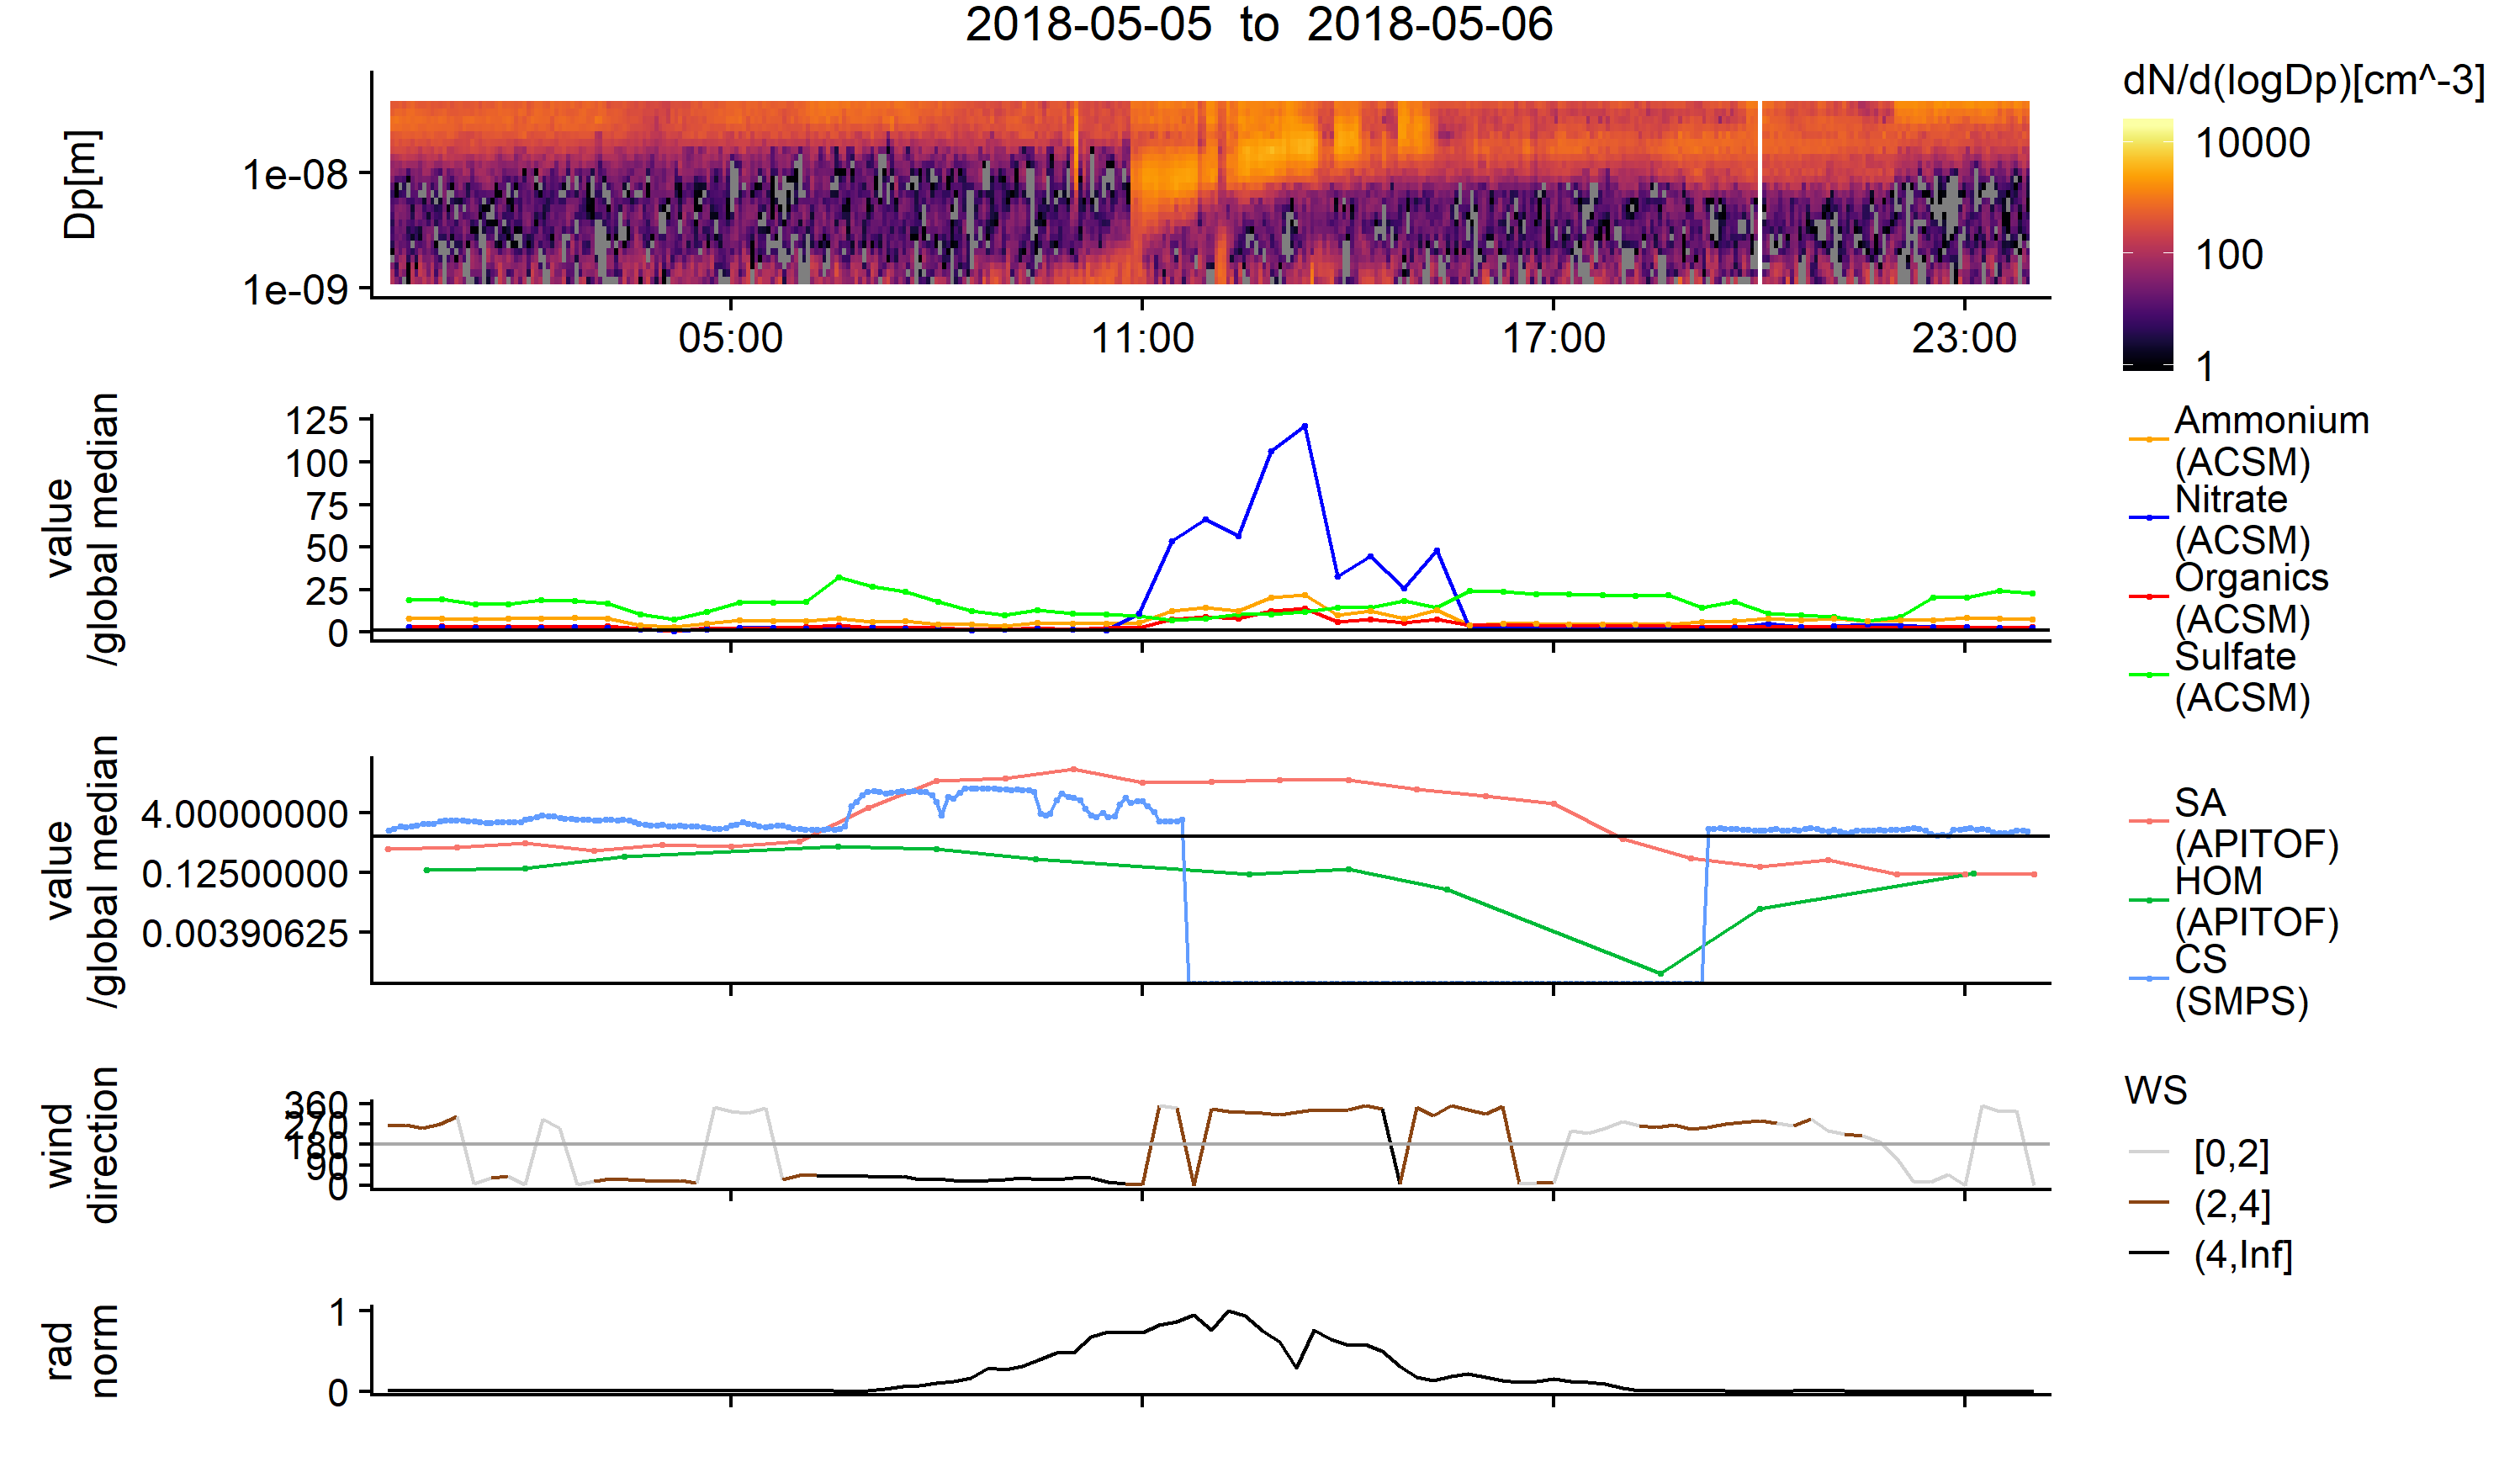 2018-05-05  to  2018-05-06
Dp[m]
1e-08
1e-09
05:00
11:00
17:00
23:00
dN/d(logDp)[cm^-3]
10000
100
1
value
/global median
125
100
75
50
25
0
Ammonium
(ACSM)
Nitrate
(ACSM)
Organics
(ACSM)
Sulfate
(ACSM)
value
/global median
4.00000000
0.12500000
0.00390625
SA
(APITOF)
HOM
(APITOF)
CS
(SMPS)
wind
direction
360
270
180
90
0
WS
[0,2]
(2,4]
(4,Inf]
rad
norm
1
0